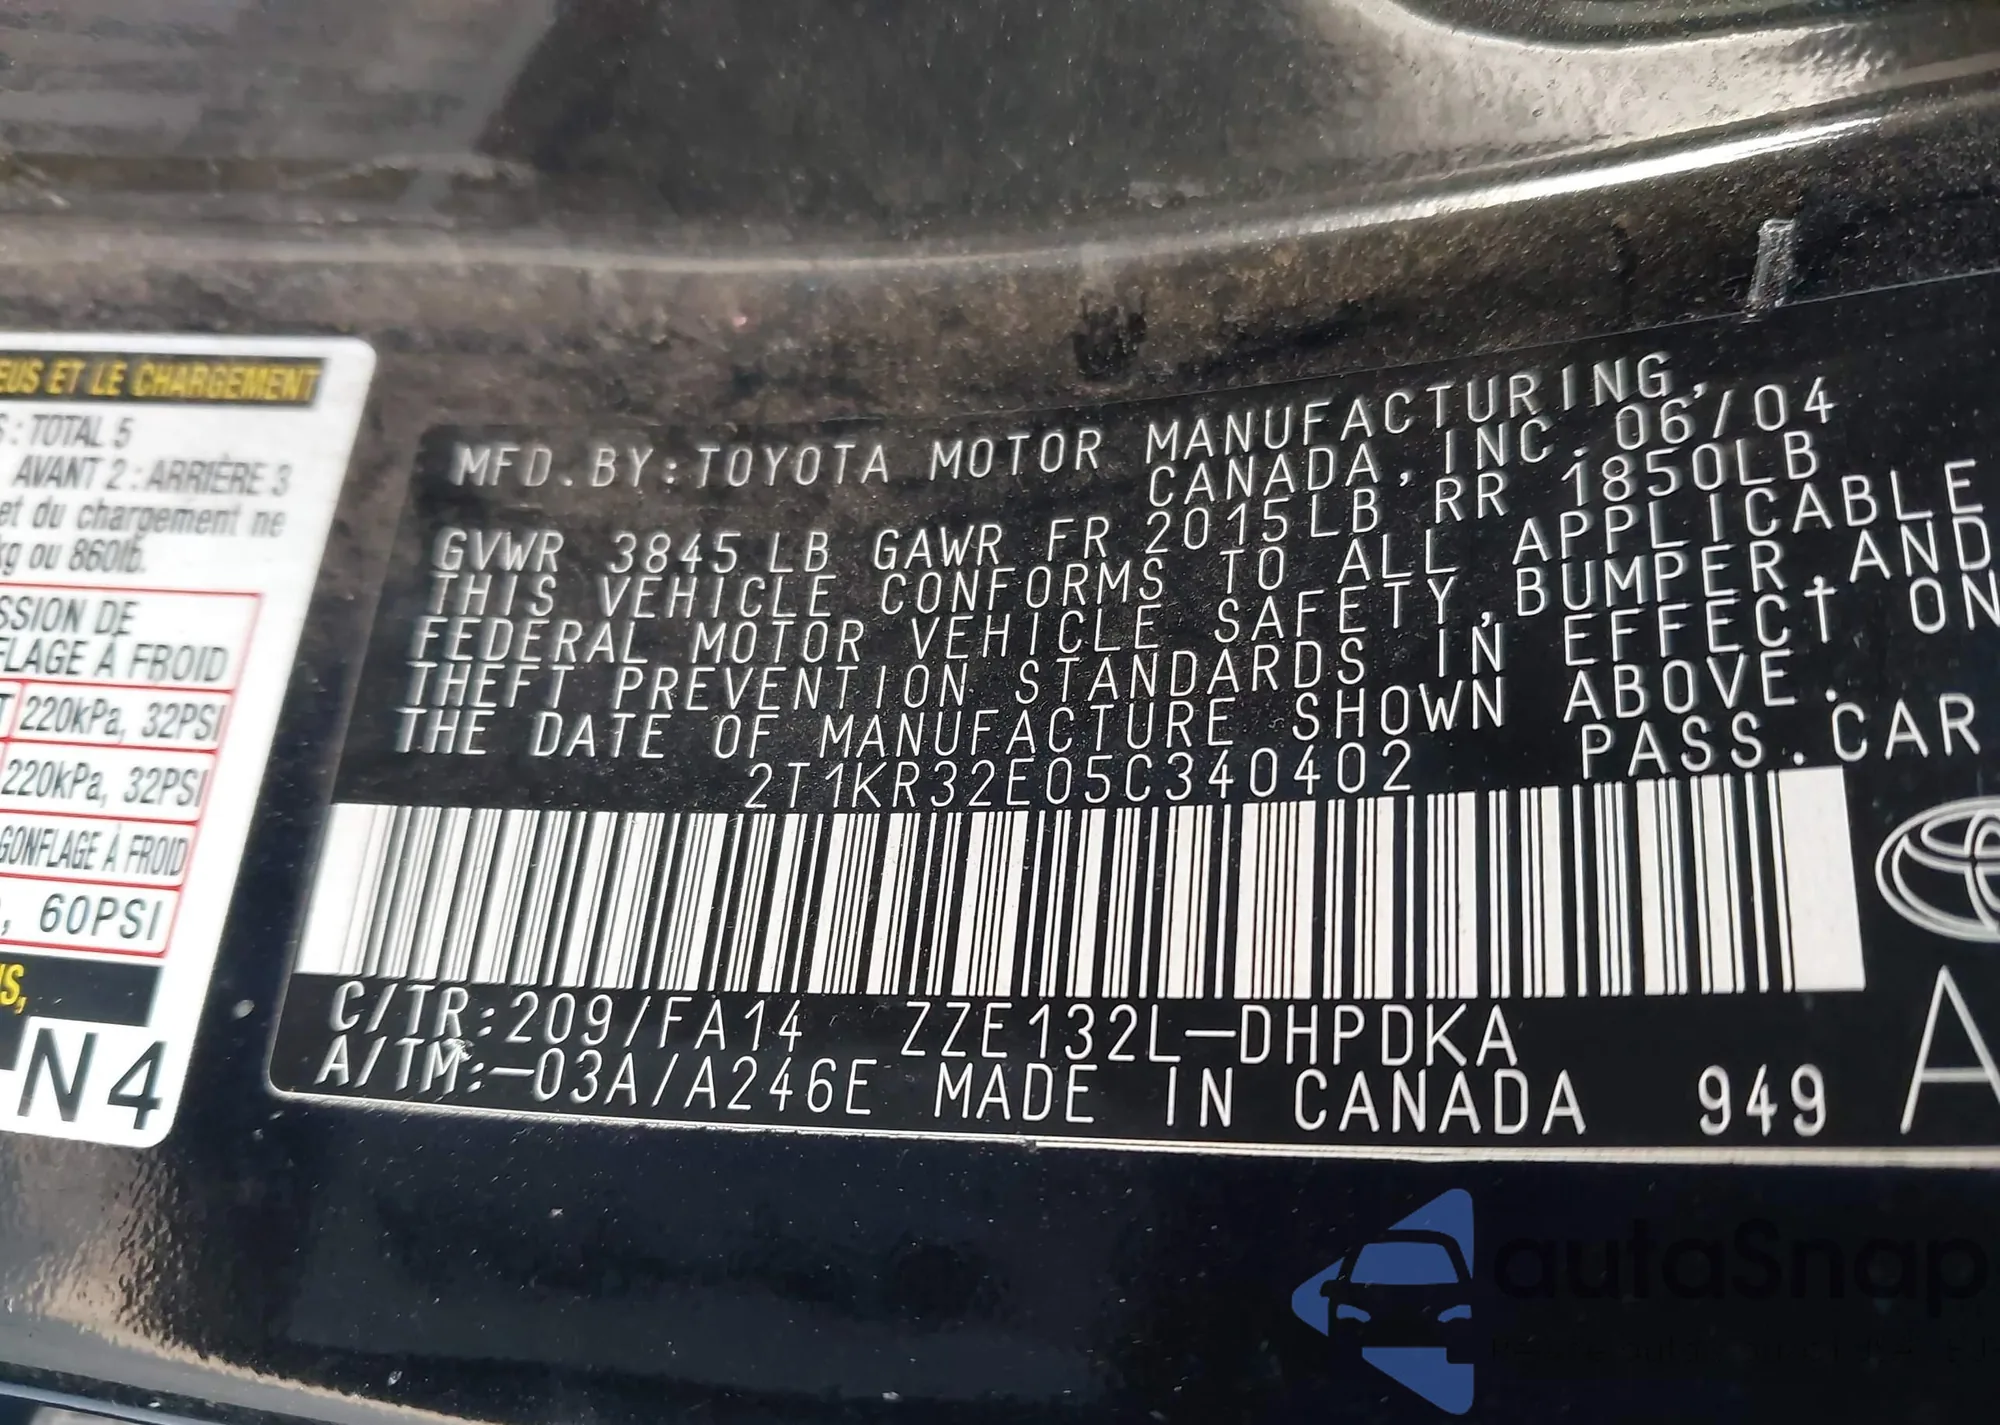 EUS ET LE CHARGEMENT
S : TOTAL 5
AVANT 2 : ARRIÈRE 3
et du chargement ne
kg ou 860lb.
SSION DE
FLAGE À FROID
T 220kPa, 32PSI
220kPa, 32PSI
GONFLAGE À FROID
, 60PSI
IS,
N4
MFD.BY:TOYOTA MOTOR MANUFACTURING,
CANADA,INC.06/04
GVWR 3845LB GAWR FR 2015LB RR 1850LB
THIS VEHICLE CONFORMS TO ALL APPLICABLE
FEDERAL MOTOR VEHICLE SAFETY,BUMPER,AND
THEFT PREVENTION STANDARDS IN EFFECT ON
THE DATE OF MANUFACTURE SHOWN ABOVE.
2T1KR32E05C340402 PASS.CAR
C/TR:209/FA14 ZZE132L-DHPDKA
A/TM:-03A/A246E MADE IN CANADA 949 A
autaSnap